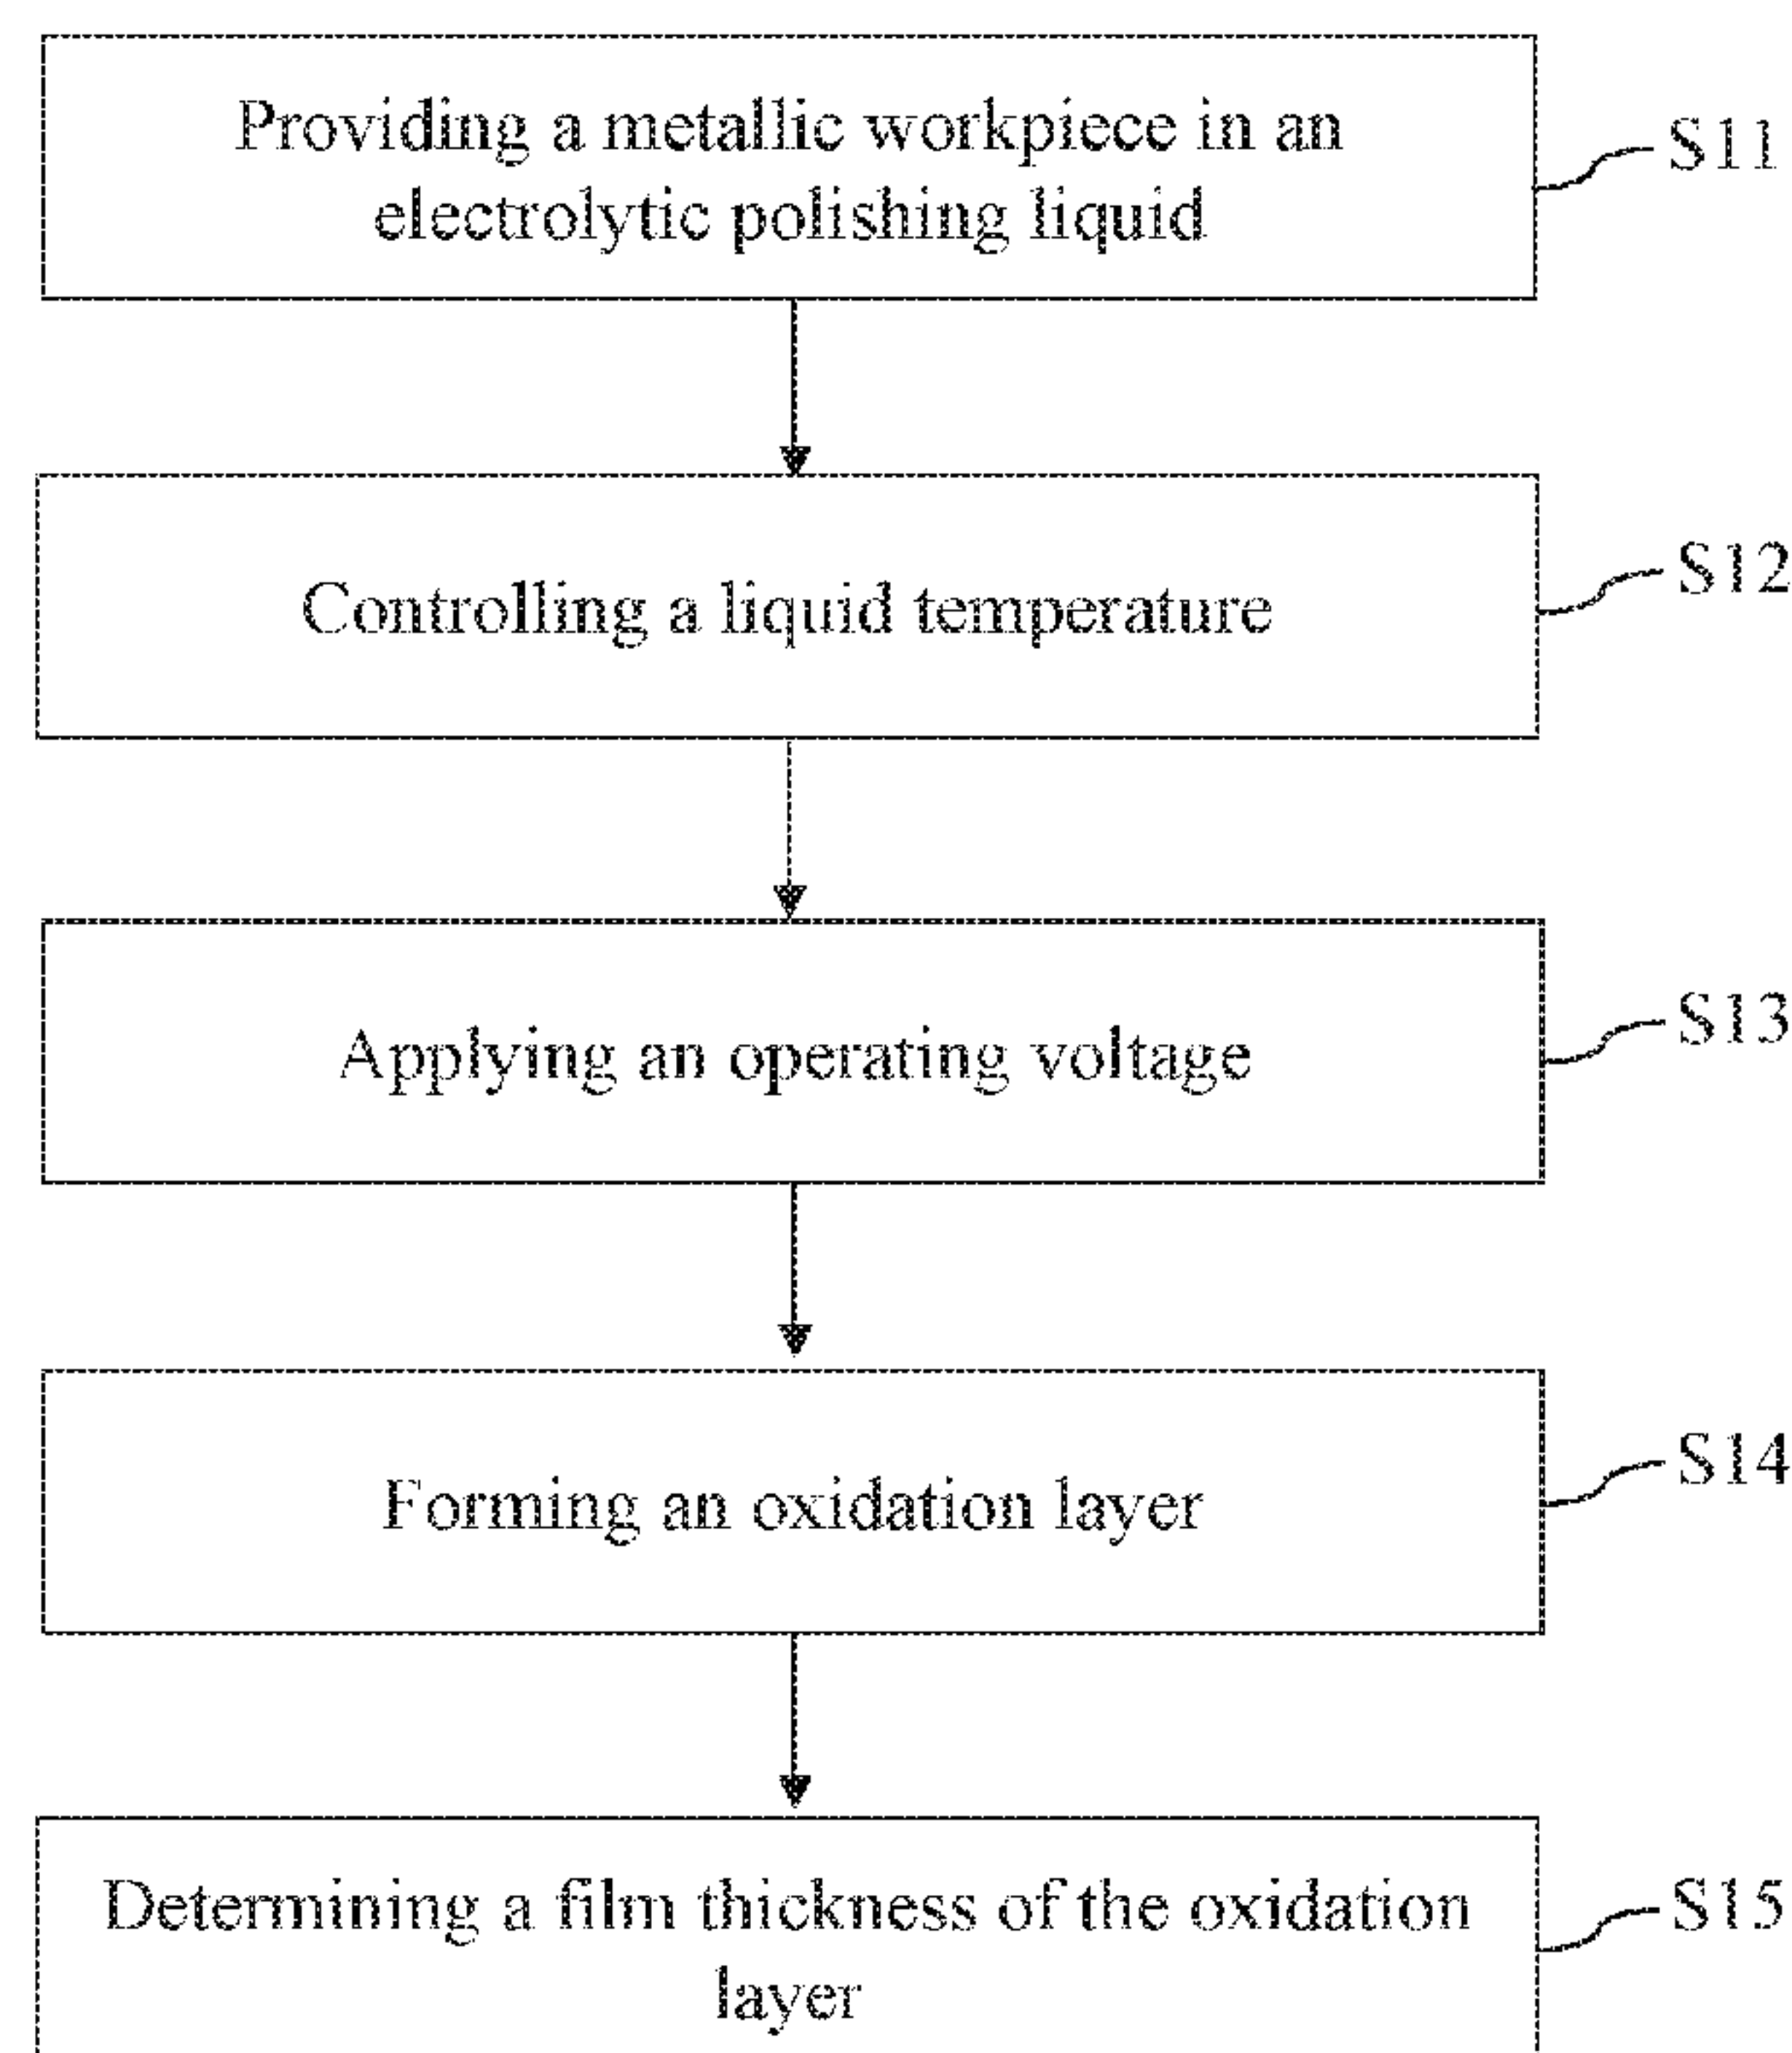 Providing a metallic workpiece in an
electrolytic polishing liquid
S11
Controlling a liquid temperature
S12
Applying an operating voltage
S13
Forming an oxidation layer
S14
Determining a film thickness of the oxidation
layer
S15